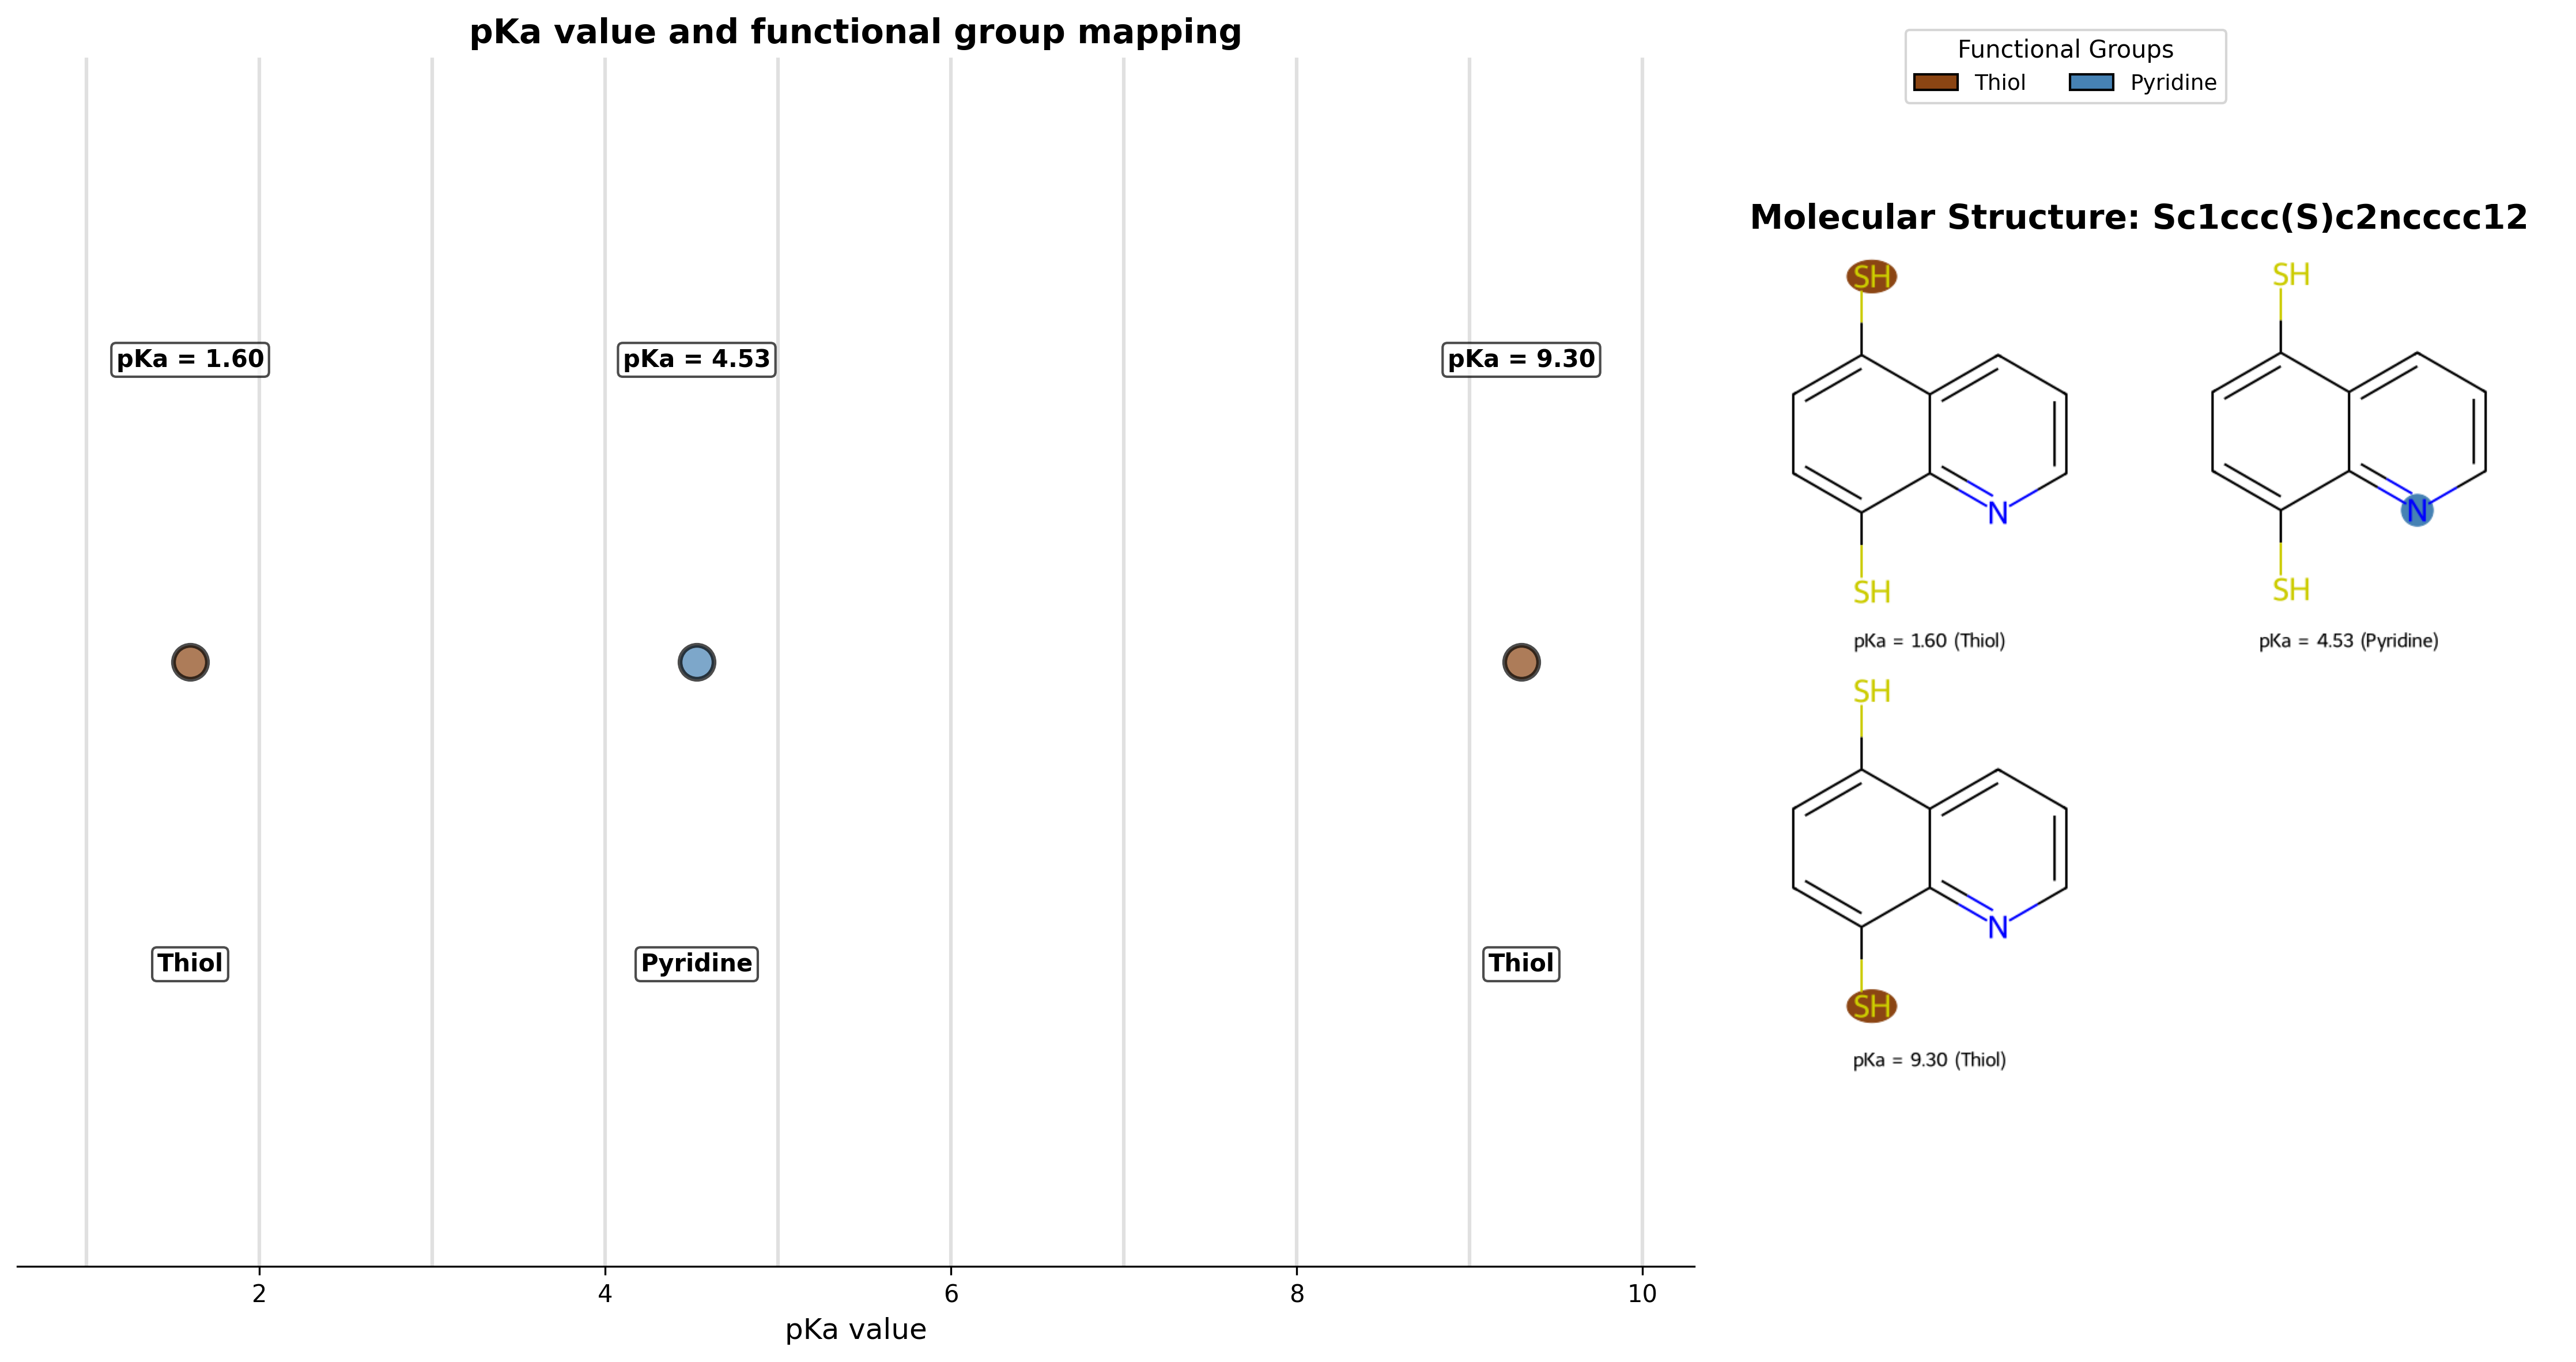 pKa value and functional group mapping
pKa = 1.60
pKa = 4.53
pKa = 9.30
Thiol
Pyridine
Thiol
2
4
6
8
10
pKa value
Functional Groups
Thiol
Pyridine
Molecular Structure: Sc1ccc(S)c2ncccc12
SH
N
SH
pKa = 1.60 (Thiol)
SH
N
SH
pKa = 4.53 (Pyridine)
SH
N
SH
pKa = 9.30 (Thiol)